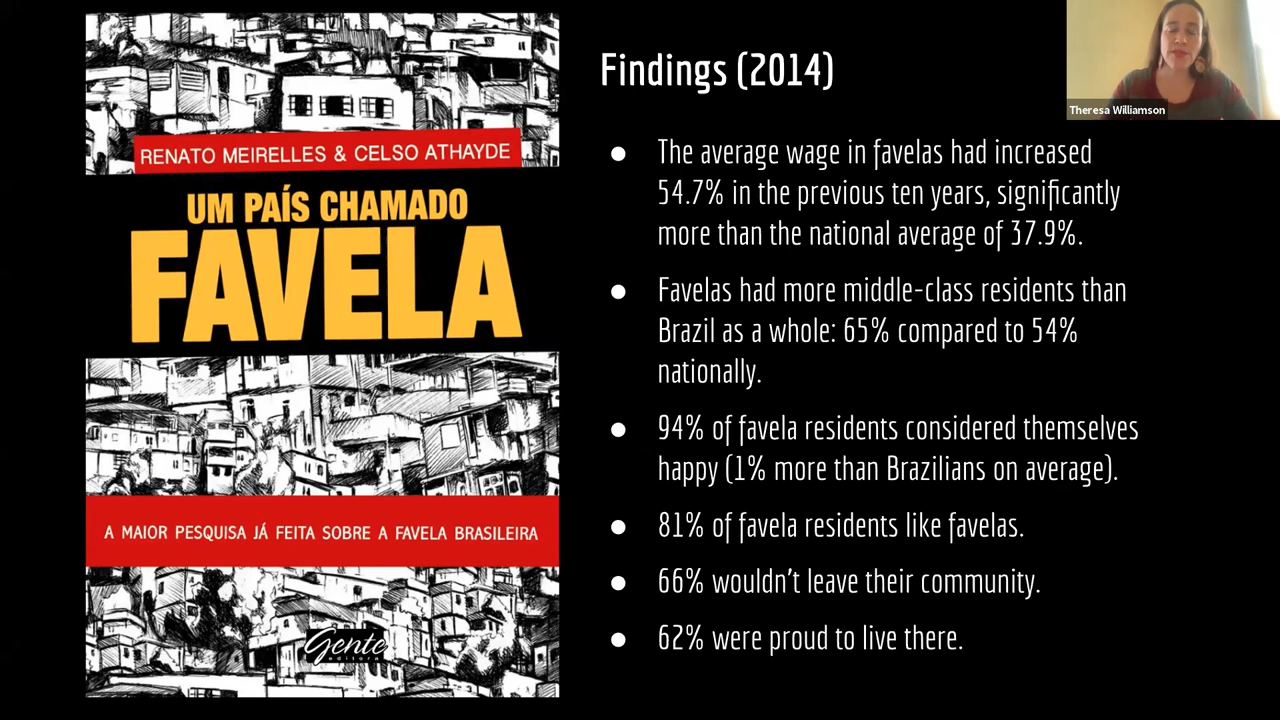 RENATO MEIRELLES & CELSO ATHAYDE
UM PAÍS CHAMADO
FAVELA
A MAIOR PESQUISA JÁ FEITA SOBRE A FAVELA BRASILEIRA
Gente
editora
Findings (2014)
● The average wage in favelas had increased
54.7% in the previous ten years, significantly
more than the national average of 37.9%.
● Favelas had more middle-class residents than
Brazil as a whole: 65% compared to 54%
nationally.
● 94% of favela residents considered themselves
happy (1% more than Brazilians on average).
● 81% of favela residents like favelas.
● 66% wouldn't leave their community.
● 62% were proud to live there.
Theresa Williamson